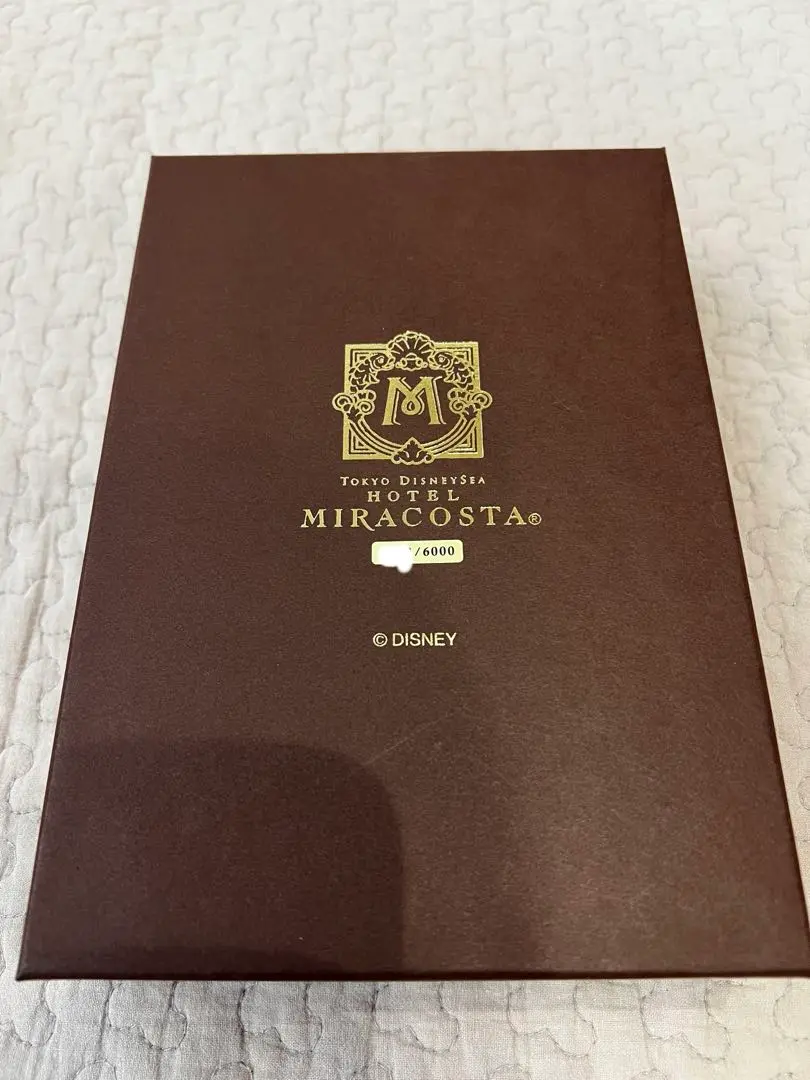 M
TOKYO DISNEYSEA
HOTEL
MIRACOSTA®
/6000
© DISNEY